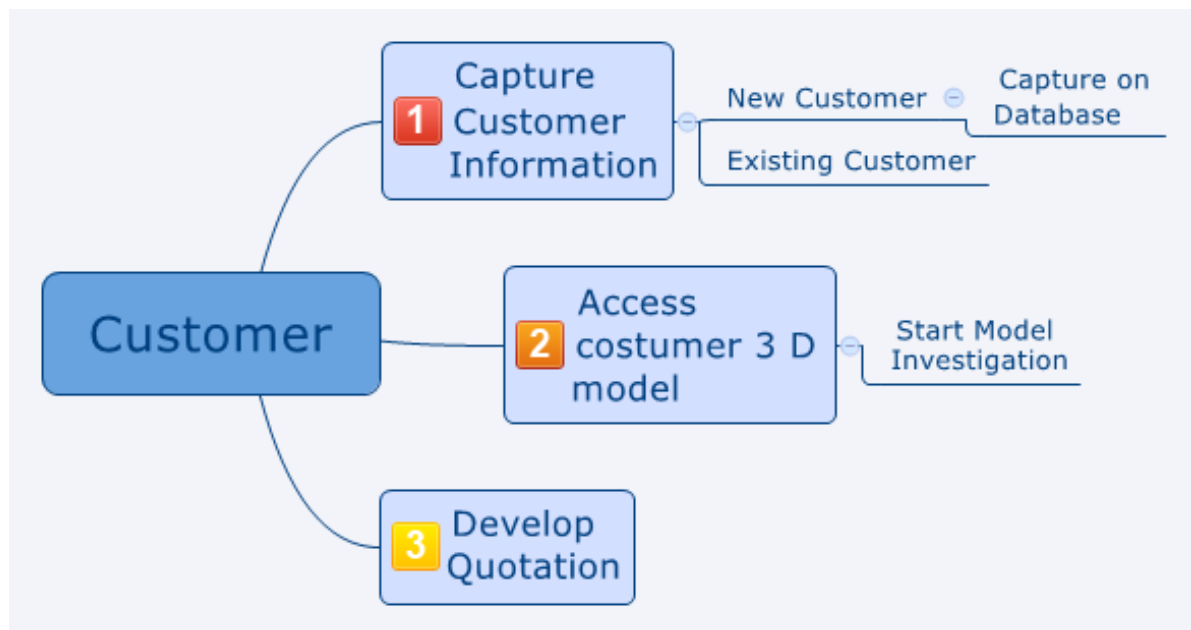 Capture
1 Customer
Information
New Customer
Capture on
Database
Existing Customer
Customer
Access
2 costumer 3 D
model
Start Model
Investigation
Develop
3
Quotation